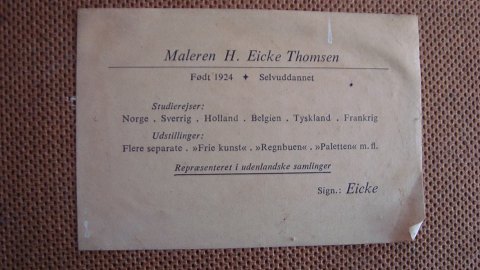 Maleren H. Eicke Thomsen
Født 1924 ✦ Selvuddannet
Studierejser:
Norge . Sverrig . Holland . Belgien . Tyskland . Frankrig
Udstillinger:
Flere separate . »Frie kunst« . »Regnbuen« . »Paletten« m. fl.
Repræsenteret i udenlandske samlinger
Sign.: Eicke